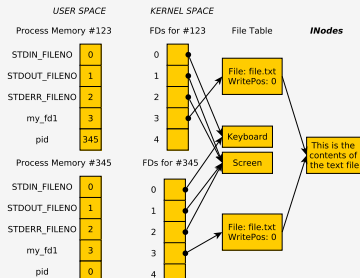 USER SPACE
KERNEL SPACE
Process Memory #123
FDs for #123
File Table
INodes
STDIN_FILENO
0
STDOUT_FILENO
1
STDERR_FILENO
2
my_fd1
3
pid
345
0
1
2
3
4
File: file.txt
WritePos: 0
Keyboard
Screen
This is the
contents of
the text file
Process Memory #345
FDs for #345
STDIN_FILENO
0
STDOUT_FILENO
1
STDERR_FILENO
2
my_fd1
3
pid
0
0
1
2
3
4
File: file.txt
WritePos: 0